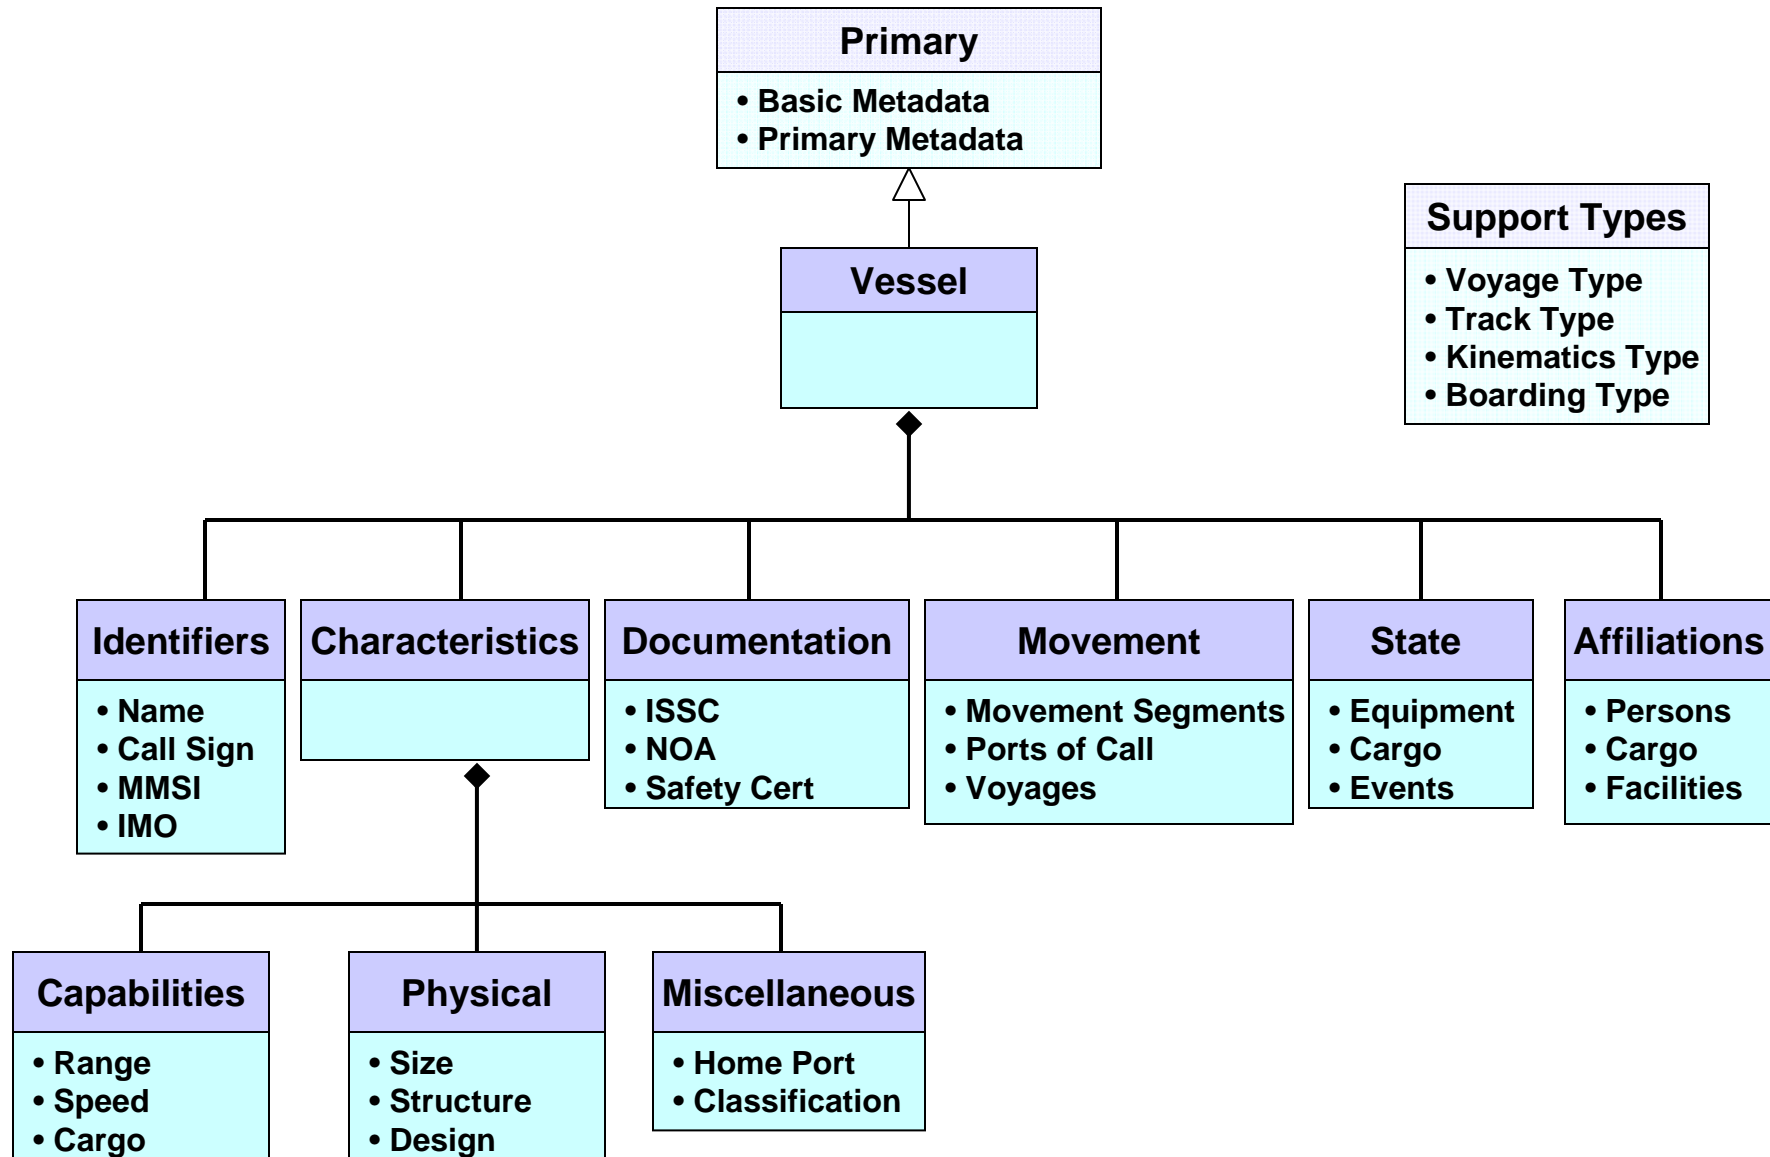 Primary
• Basic Metadata
• Primary Metadata
Support Types
• Voyage Type
• Track Type
• Kinematics Type
• Boarding Type
Vessel
Identifiers
• Name
• Call Sign
• MMSI
• IMO
Characteristics
Documentation
• ISSC
• NOA
• Safety Cert
Movement
• Movement Segments
• Ports of Call
• Voyages
State
• Equipment
• Cargo
• Events
Affiliations
• Persons
• Cargo
• Facilities
Capabilities
• Range
• Speed
• Cargo
Physical
• Size
• Structure
• Design
Miscellaneous
• Home Port
• Classification